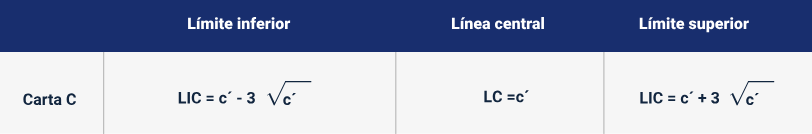 Límite inferior Línea central Límite superior
Carta C LIC = c´ - 3 √c´ LC =c´ LIC = c´ + 3 √c´